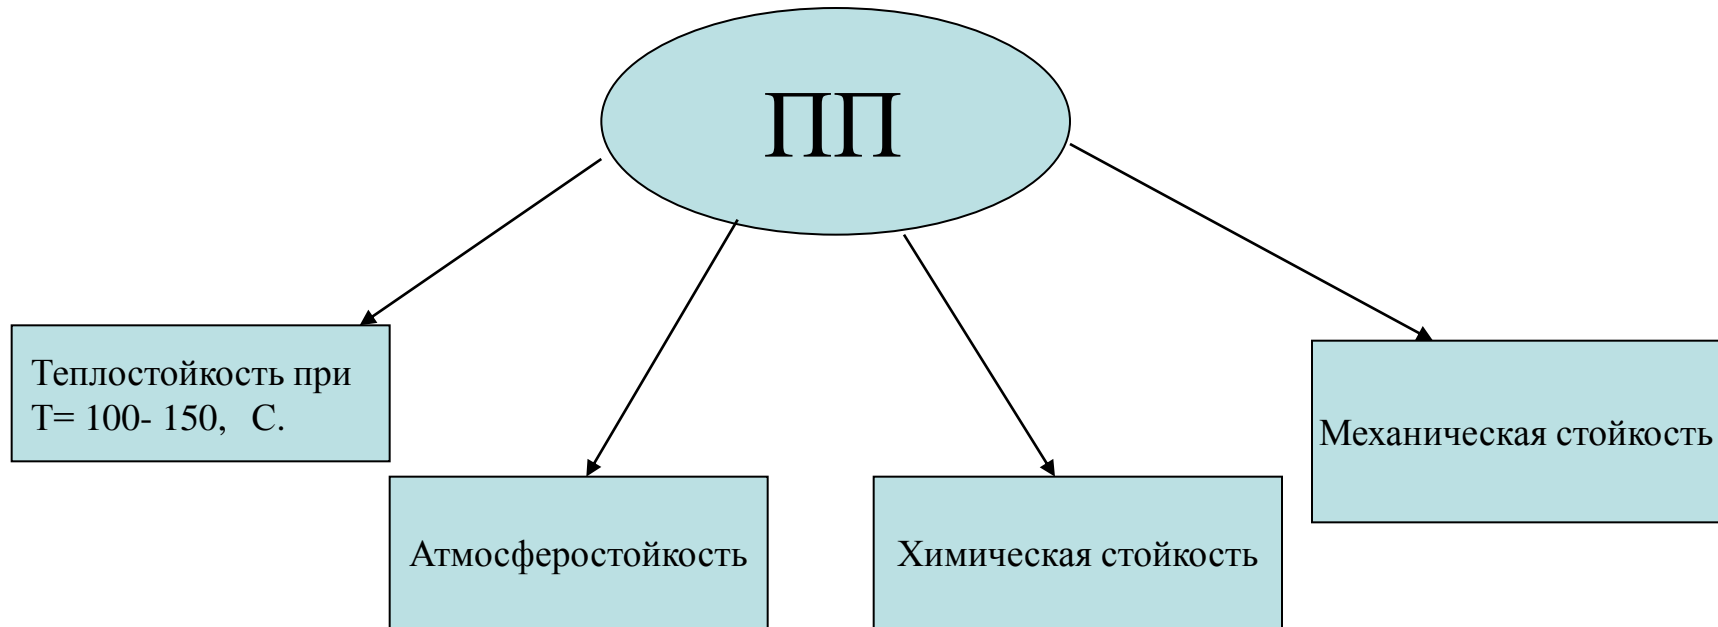 ПП
Теплостойкость при
Т= 100- 150, С.
Механическая стойкость
Атмосферостойкость
Химическая стойкость